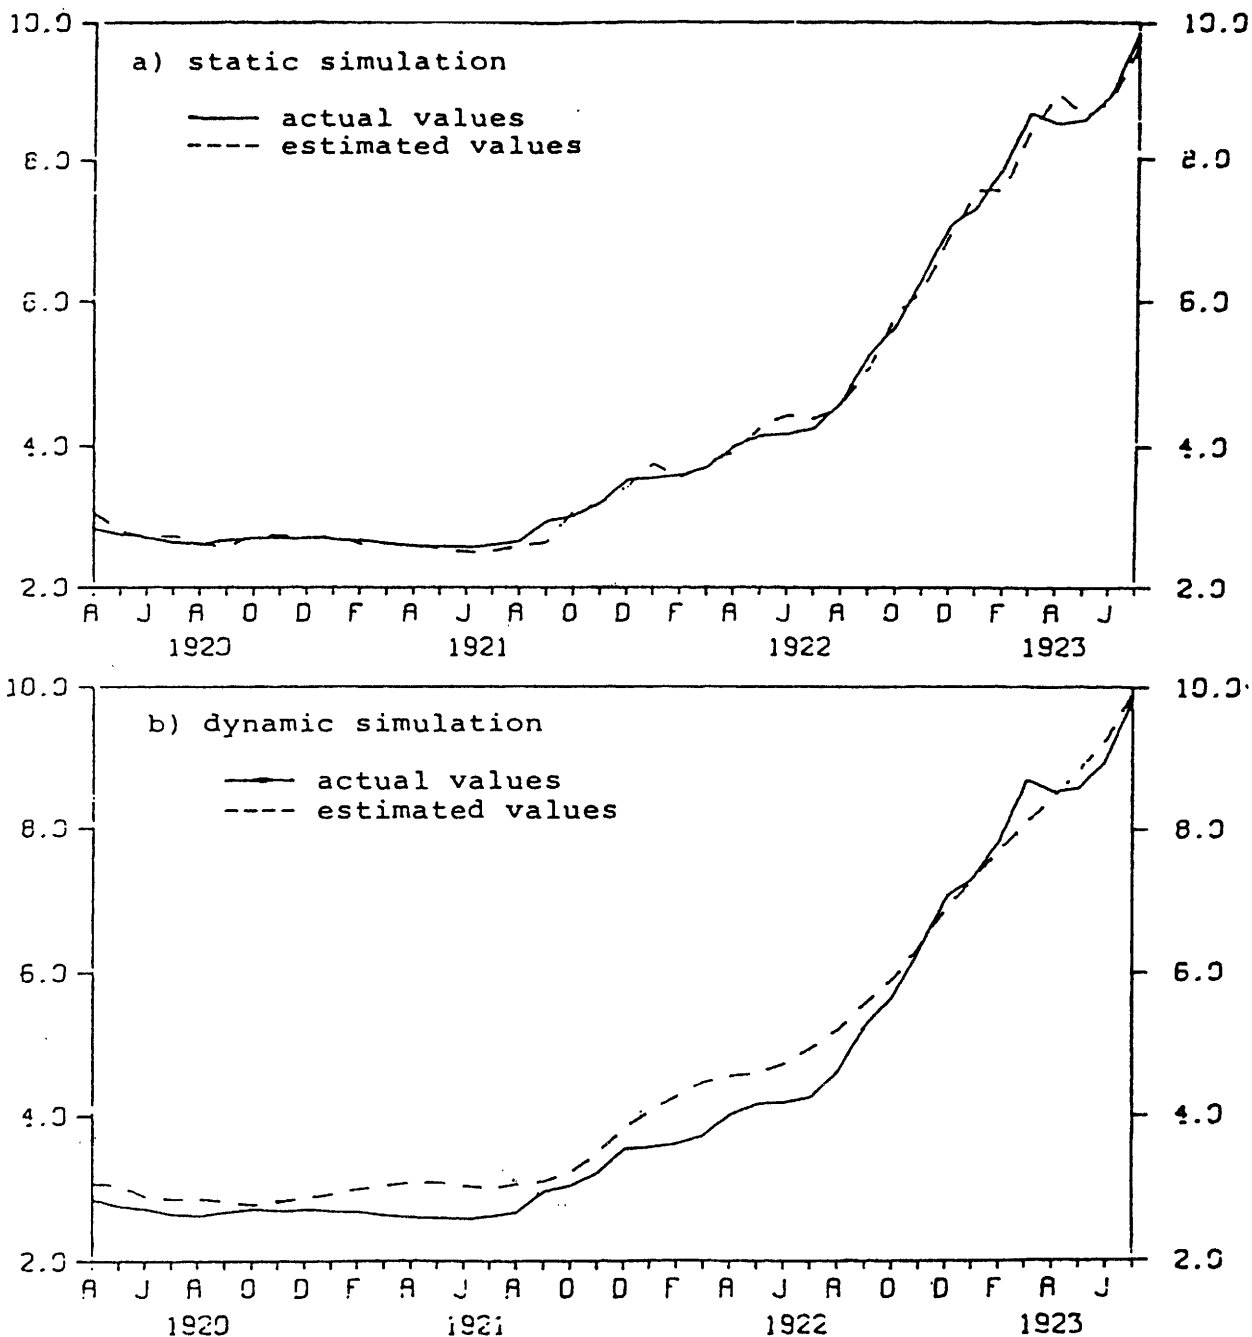 10.0 10.0
a) static simulation
actual values
estimated values
8.0 8.0
6.0 6.0
4.0 4.0
2.0 2.0
A J A O D F A J A O D F A J A O D F A J
1920 1921 1922 1923
10.0 10.0
b) dynamic simulation
actual values
estimated values
8.0 8.0
6.0 6.0
4.0 4.0
2.0 2.0
A J A O D F A J A O D F A J A O D F A J
1920 1921 1922 1923